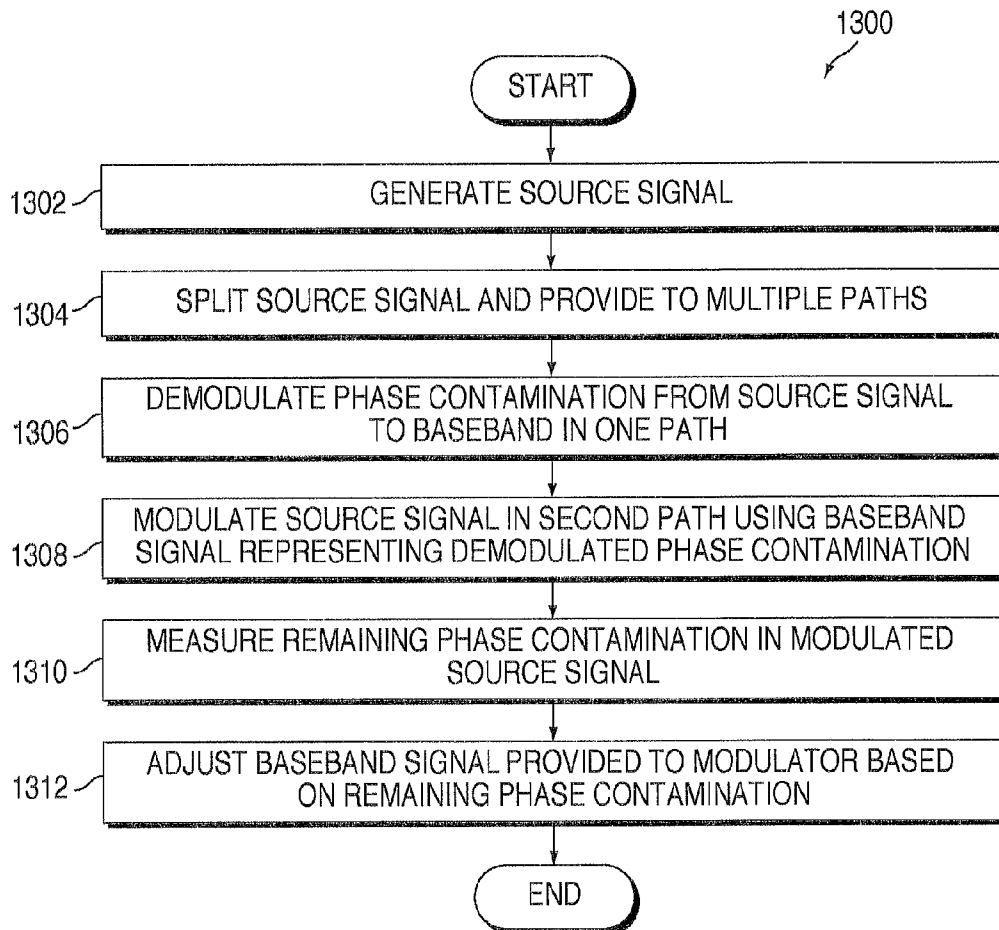 1300
START
1302
GENERATE SOURCE SIGNAL
1304
SPLIT SOURCE SIGNAL AND PROVIDE TO MULTIPLE PATHS
1306
DEMODULATE PHASE CONTAMINATION FROM SOURCE SIGNAL
TO BASEBAND IN ONE PATH
1308
MODULATE SOURCE SIGNAL IN SECOND PATH USING BASEBAND
SIGNAL REPRESENTING DEMODULATED PHASE CONTAMINATION
1310
MEASURE REMAINING PHASE CONTAMINATION IN MODULATED
SOURCE SIGNAL
1312
ADJUST BASEBAND SIGNAL PROVIDED TO MODULATOR BASED
ON REMAINING PHASE CONTAMINATION
END